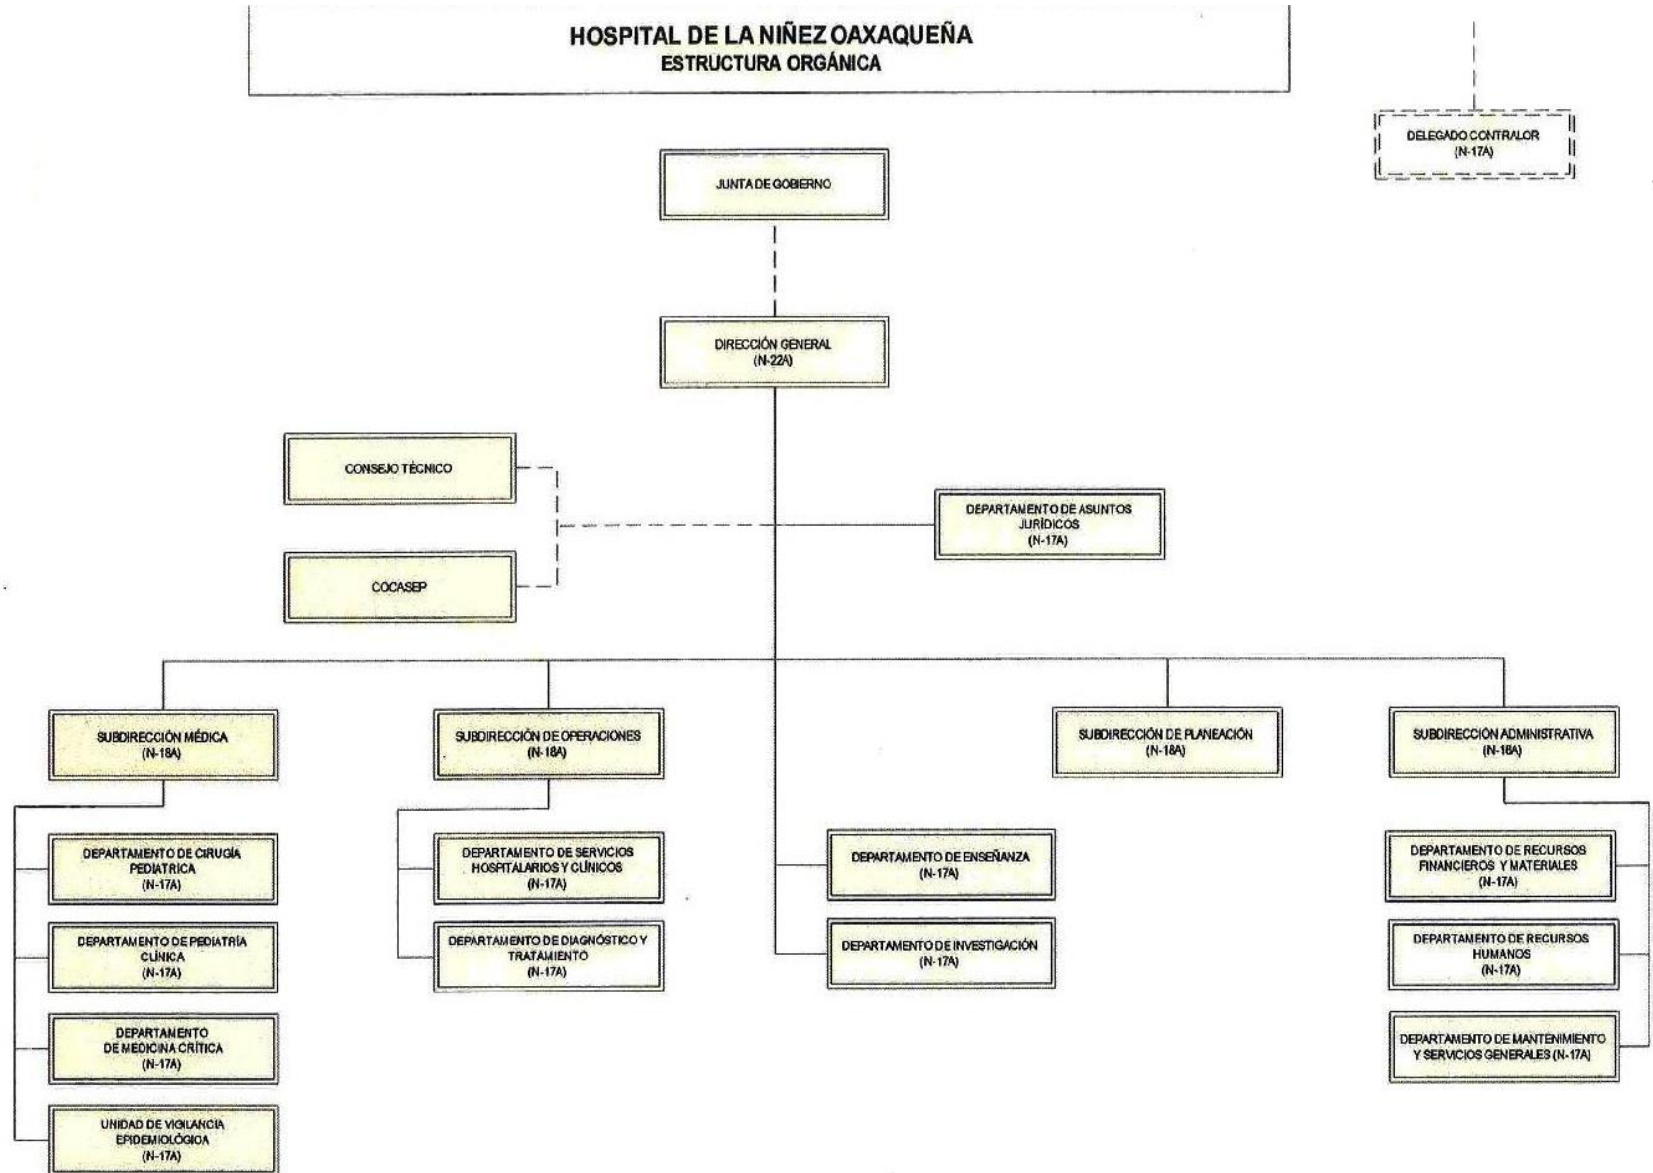 HOSPITAL DE LA NIÑEZ OAXAQUEÑA
ESTRUCTURA ORGÁNICA
DELEGADO CONTRALOR
(N-17A)
JUNTA DE GOBIERNO
DIRECCIÓN GENERAL
(N-22A)
CONSEJO TÉCNICO
DEPARTAMENTO DE ASUNTOS
JURÍDICOS
(N-17A)
COCASEP
SUBDIRECCIÓN MÉDICA
(N-18A)
SUBDIRECCIÓN DE OPERACIONES
(N-18A)
SUBDIRECCIÓN DE PLANEACIÓN
(N-18A)
SUBDIRECCIÓN ADMINISTRATIVA
(N-18A)
DEPARTAMENTO DE CIRUGÍA
PEDIATRICA
(N-17A)
DEPARTAMENTO DE SERVICIOS
HOSPITALARIOS Y CLÍNICOS
(N-17A)
DEPARTAMENTO DE ENSEÑANZA
(N-17A)
DEPARTAMENTO DE RECURSOS
FINANCIEROS Y MATERIALES
(N-17A)
DEPARTAMENTO DE PEDIATRÍA
CLÍNICA
(N-17A)
DEPARTAMENTO DE DIAGNÓSTICO Y
TRATAMIENTO
(N-17A)
DEPARTAMENTO DE INVESTIGACIÓN
(N-17A)
DEPARTAMENTO DE RECURSOS
HUMANOS
(N-17A)
DEPARTAMENTO
DE MEDICINA CRÍTICA
(N-17A)
DEPARTAMENTO DE MANTENIMIENTO
Y SERVICIOS GENERALES (N-17A)
UNIDAD DE VIGILANCIA
EPIDEMIOLÓGICA
(N-17A)